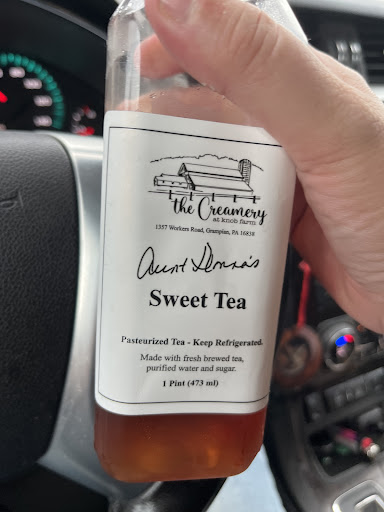 the Creamery
at knob farm
1357 Workers Road, Grampian, PA 16838
Aunt Donna's
Sweet Tea
Pasteurized Tea - Keep Refrigerated.
Made with fresh brewed tea,
purified water and sugar.
1 Pint (473 ml)